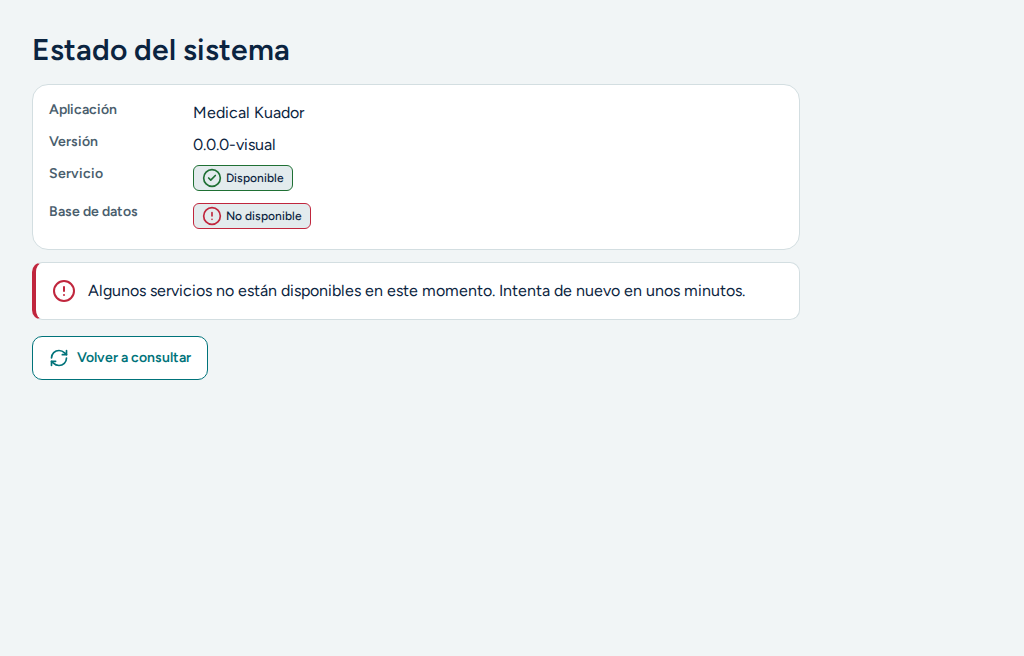 Estado del sistema
Aplicación Medical Kuador
Versión 0.0.0-visual
Servicio Disponible
Base de datos No disponible
Algunos servicios no están disponibles en este momento. Intenta de nuevo en unos minutos.
Volver a consultar